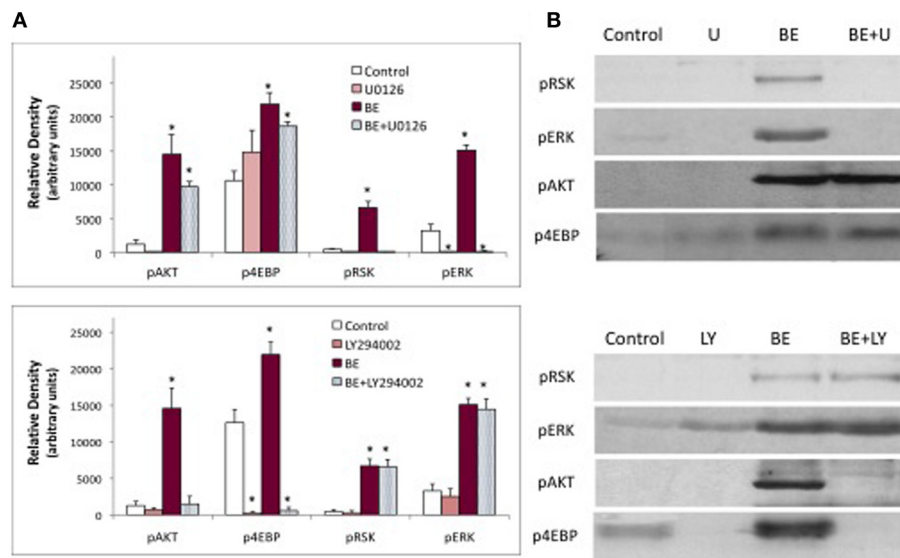 A
B
Relative Density
(arbitrary units)
25000
20000
15000
10000
5000
0
Control
U0126
BE
BE+U0126
*
*
*
*
*
*
*
*
pAKT
p4EBP
pRSK
pERK
Control
U
BE
BE+U
pRSK
pERK
pAKT
p4EBP
Relative Density
(arbitrary units)
25000
20000
15000
10000
5000
0
Control
LY294002
BE
BE+LY294002
*
*
*
*
*
*
*
*
pAKT
p4EBP
pRSK
pERK
Control
LY
BE
BE+LY
pRSK
pERK
pAKT
p4EBP